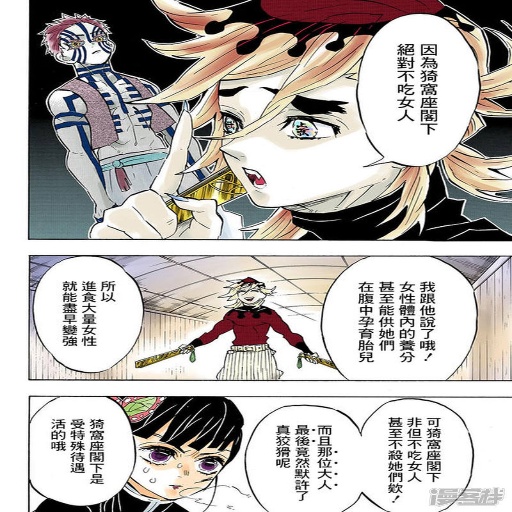 因為猗窩座閣下
絕對不吃女人
我跟他說了哦！
女性體內的養分
甚至能供她們
在腹中孕育胎兒
所以
進食大量女性
就能盡早變強
可猗窩座閣下
非但不吃女人
甚至不殺她們欸！
而且那位大人
最後竟然默許了
真狡猾呢
猗窩座閣下是
受特殊待遇
活的哦
漫客栈